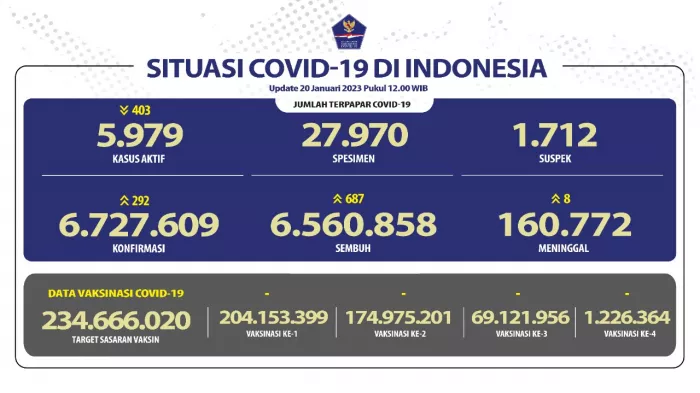 SITUASI COVID-19 DI INDONESIA
Update 20 Januari 2023 Pukul 12.00 WIB
JUMLAH TERPAPAR COVID-19
403
5.979
KASUS AKTIF
27.970
SPESIMEN
1.712
SUSPEK
292
6.727.609
KONFIRMASI
687
6.560.858
SEMBUH
8
160.772
MENINGGAL
DATA VAKSINASI COVID-19
234.666.020
TARGET SASARAN VAKSIN
-
204.153.399
VAKSINASI KE-1
-
174.975.201
VAKSINASI KE-2
-
69.121.956
VAKSINASI KE-3
-
1.226.364
VAKSINASI KE-4